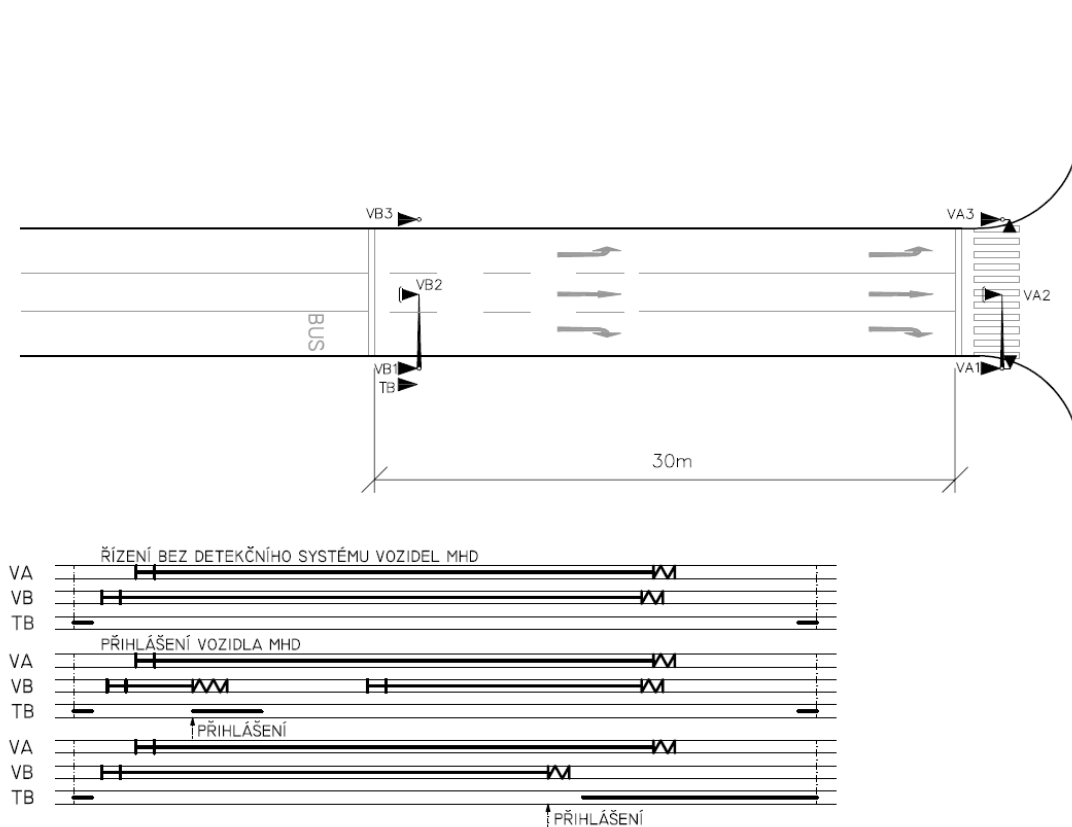 VB3
VA3
VB2
VA2
BUS
VB1
VA1
TB
30m
ŘÍZENÍ BEZ DETEKČNÍHO SYSTÉMU VOZIDEL MHD
VA
VB
TB
PŘIHLÁŠENÍ VOZIDLA MHD
VA
VB
TB
PŘIHLÁŠENÍ
VA
VB
TB
PŘIHLÁŠENÍ